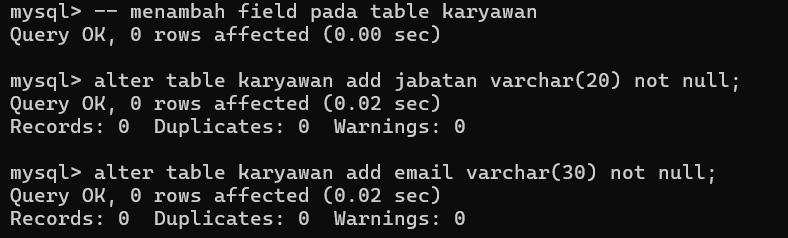 mysql> -- menambah field pada table karyawan
Query OK, 0 rows affected (0.00 sec)
mysql> alter table karyawan add jabatan varchar(20) not null;
Query OK, 0 rows affected (0.02 sec)
Records: 0  Duplicates: 0  Warnings: 0
mysql> alter table karyawan add email varchar(30) not null;
Query OK, 0 rows affected (0.02 sec)
Records: 0  Duplicates: 0  Warnings: 0